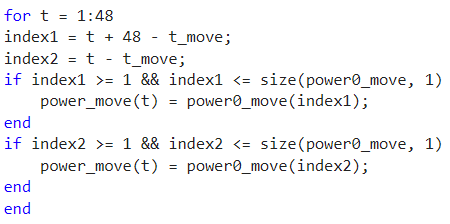 for t = 1:48
index1 = t + 48 - t_move;
index2 = t - t_move;
if index1 >= 1 && index1 <= size(power0_move, 1)
    power_move(t) = power0_move(index1);
end
if index2 >= 1 && index2 <= size(power0_move, 1)
    power_move(t) = power0_move(index2);
end
end